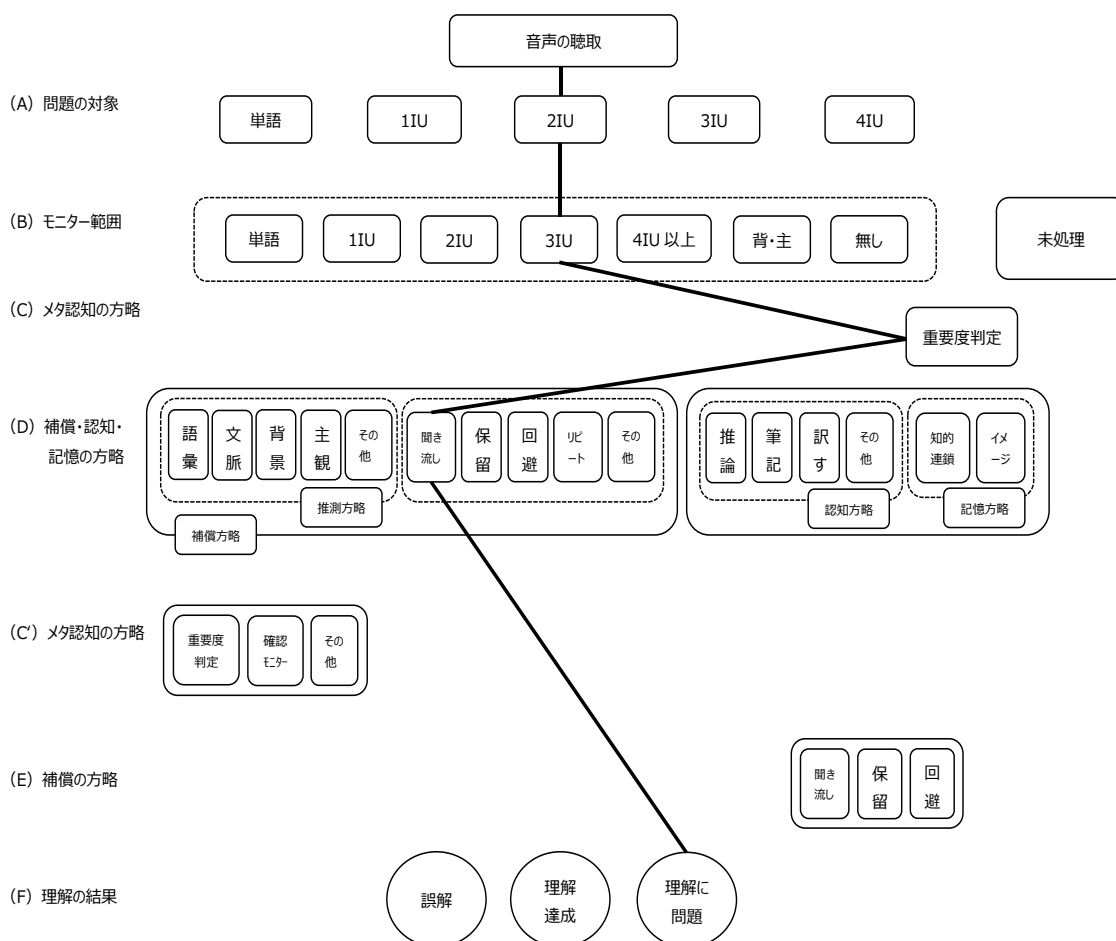 音声の聴取
(A) 問題の対象
単語
1IU
2IU
3IU
4IU
(B) モニター範囲
単語
1IU
2IU
3IU
4IU 以上
背・主
無し
未処理
(C) メタ認知の方略
重要度判定
(D) 補償・認知・
記憶の方略
語
彙
文
脈
背
景
主
観
その
他
推測方略
聞き
流し
保
留
回
避
リピ
ート
その
他
補償方略
推
論
筆
記
訳
す
その
他
認知方略
知的
連鎖
イメ
ージ
記憶方略
(C') メタ認知の方略
重要度
判定
確認
モニター
その
他
(E) 補償の方略
聞き
流し
保
留
回
避
(F) 理解の結果
誤解
理解
達成
理解に
問題